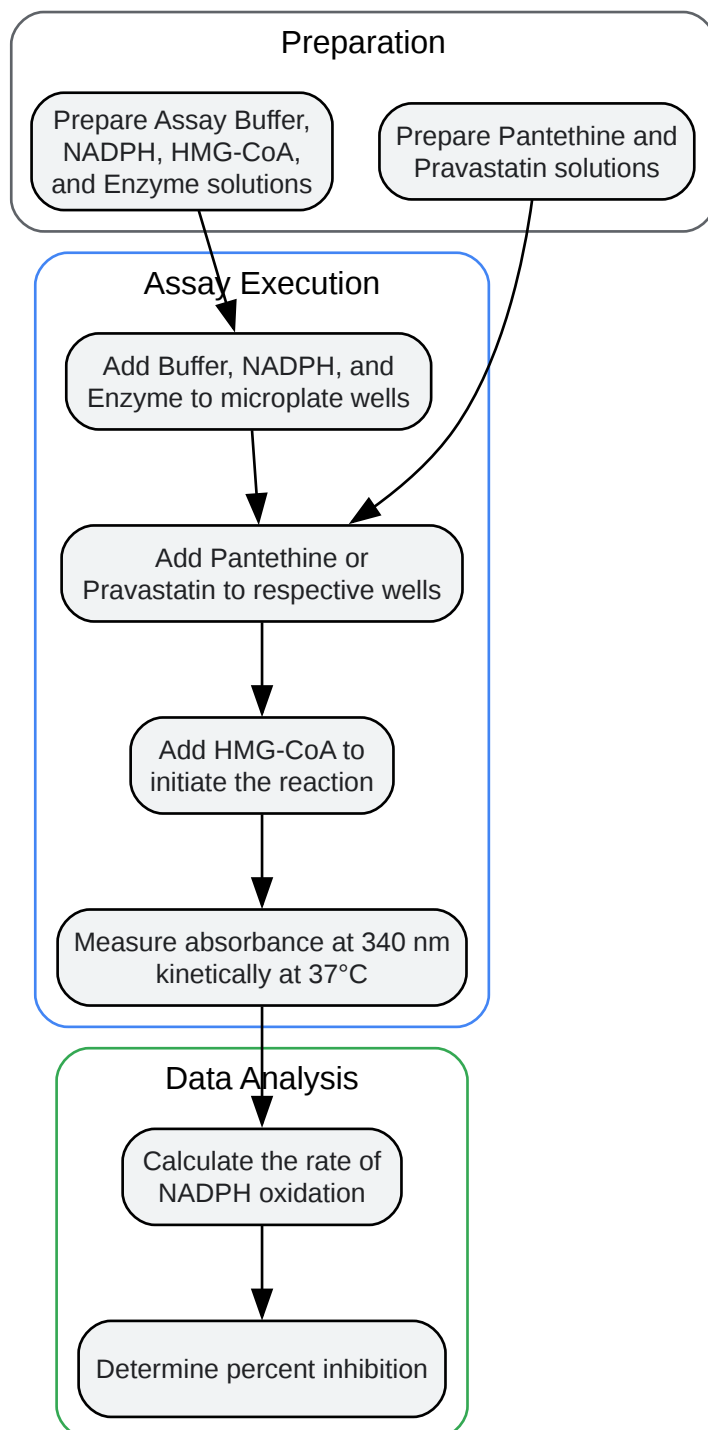 Preparation
Prepare Assay Buffer,
NADPH, HMG-CoA,
and Enzyme solutions
Prepare Pantethine and
Pravastatin solutions
Assay Execution
Add Buffer, NADPH, and
Enzyme to microplate wells
Add Pantethine or
Pravastatin to respective wells
Add HMG-CoA to
initiate the reaction
Measure absorbance at 340 nm
kinetically at 37°C
Data Analysis
Calculate the rate of
NADPH oxidation
Determine percent inhibition